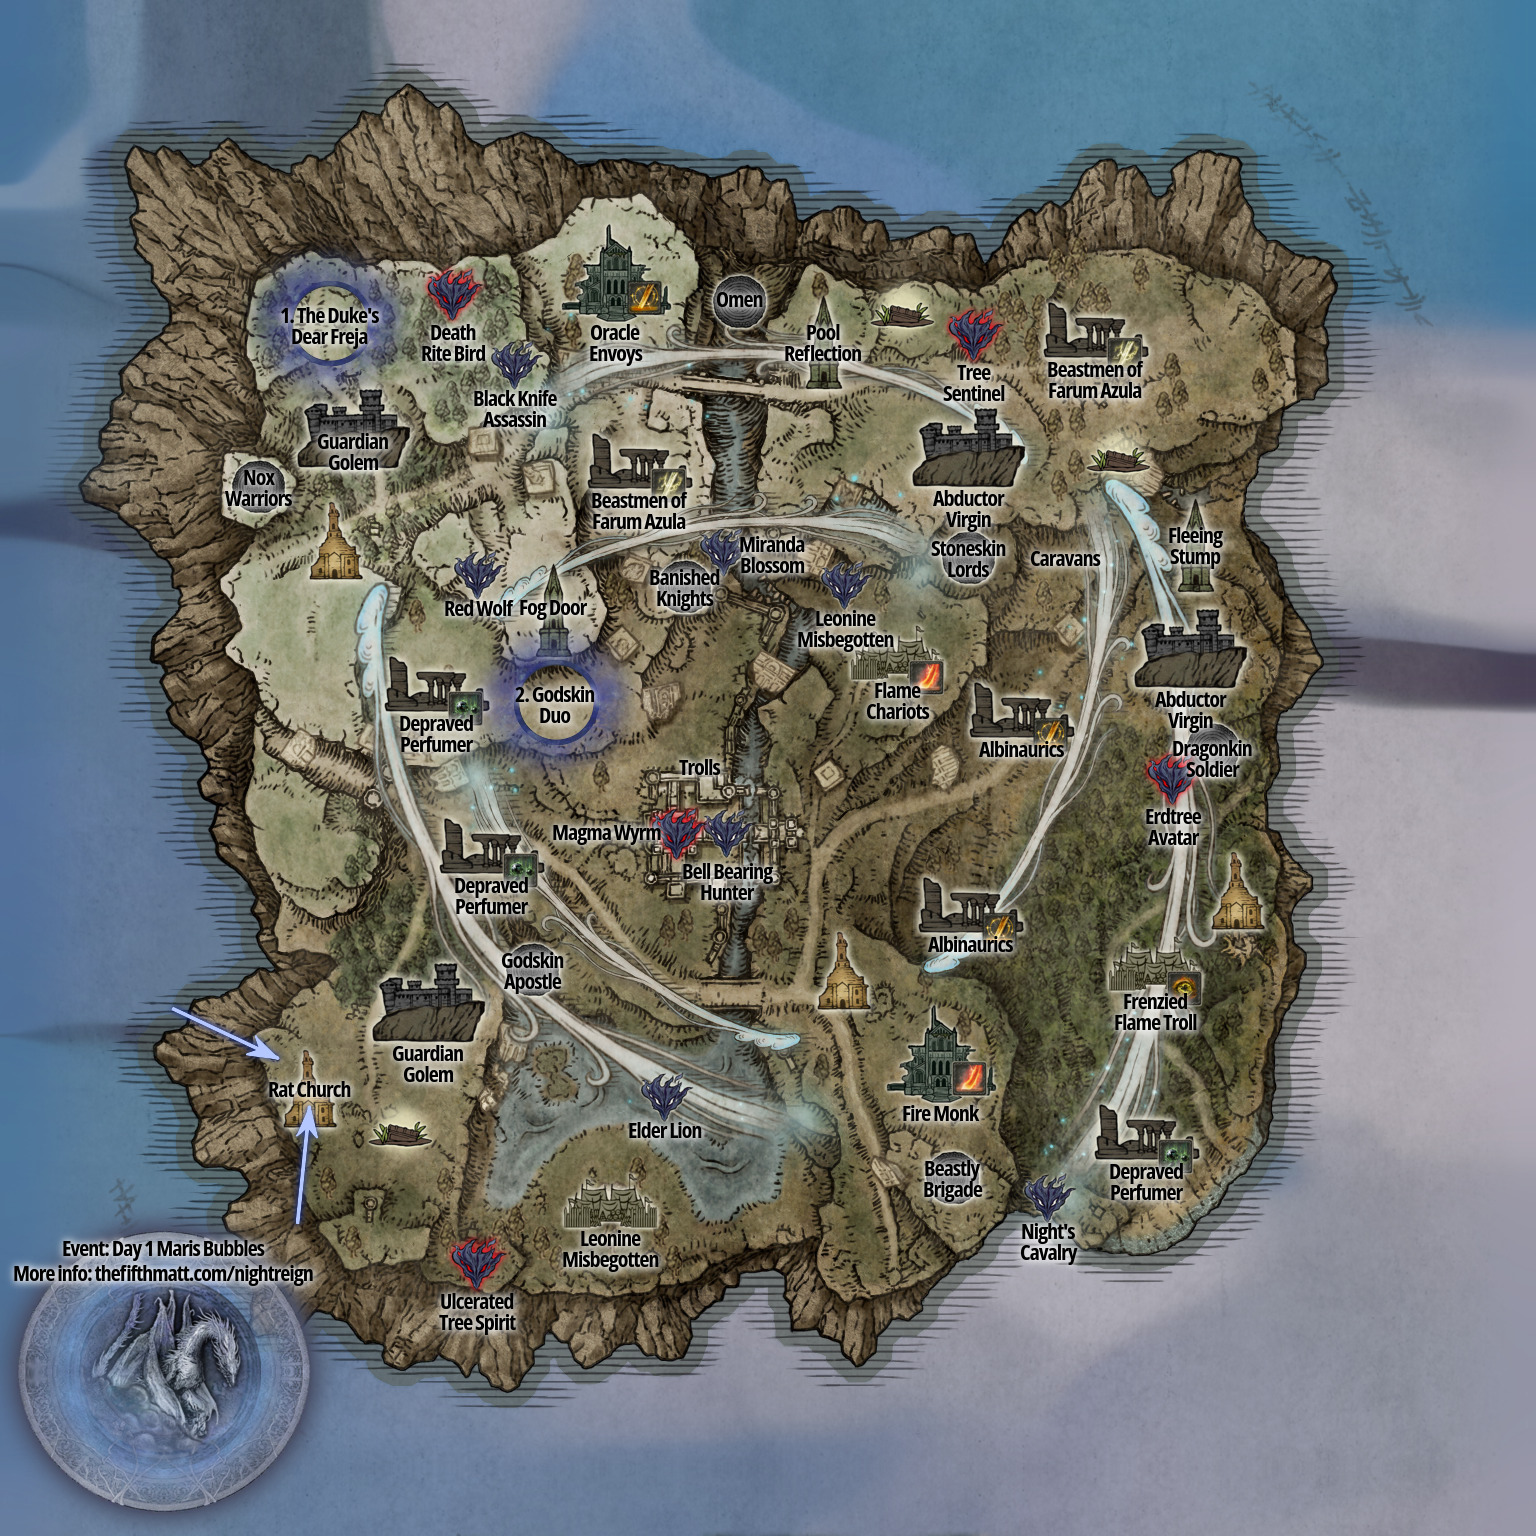 Omen
1. The Duke's
Dear Freja
Death
Rite Bird
Oracle
Envoys
Pool
Reflection
Tree
Sentinel
Beastmen of
Farum Azula
Black Knife
Assassin
Guardian
Golem
Nox
Warriors
Beastmen of
Farum Azula
Abductor
Virgin
Miranda
Blossom
Stoneskin
Lords
Caravans
Fleeing
Stump
Banished
Knights
Red Wolf
Fog Door
Leonine
Misbegotten
2. Godskin
Duo
Flame
Chariots
Depraved
Perfumer
Albinaurics
Abductor
Virgin
Dragonkin
Soldier
Trolls
Magma Wyrm
Erdtree
Avatar
Bell Bearing
Hunter
Depraved
Perfumer
Albinaurics
Godskin
Apostle
Frenzied
Flame Troll
Guardian
Golem
Rat Church
Fire Monk
Elder Lion
Beastly
Brigade
Depraved
Perfumer
Night's
Cavalry
Leonine
Misbegotten
Event: Day 1 Maris Bubbles
More info: thefifthmatt.com/nightreign
Ulcerated
Tree Spirit